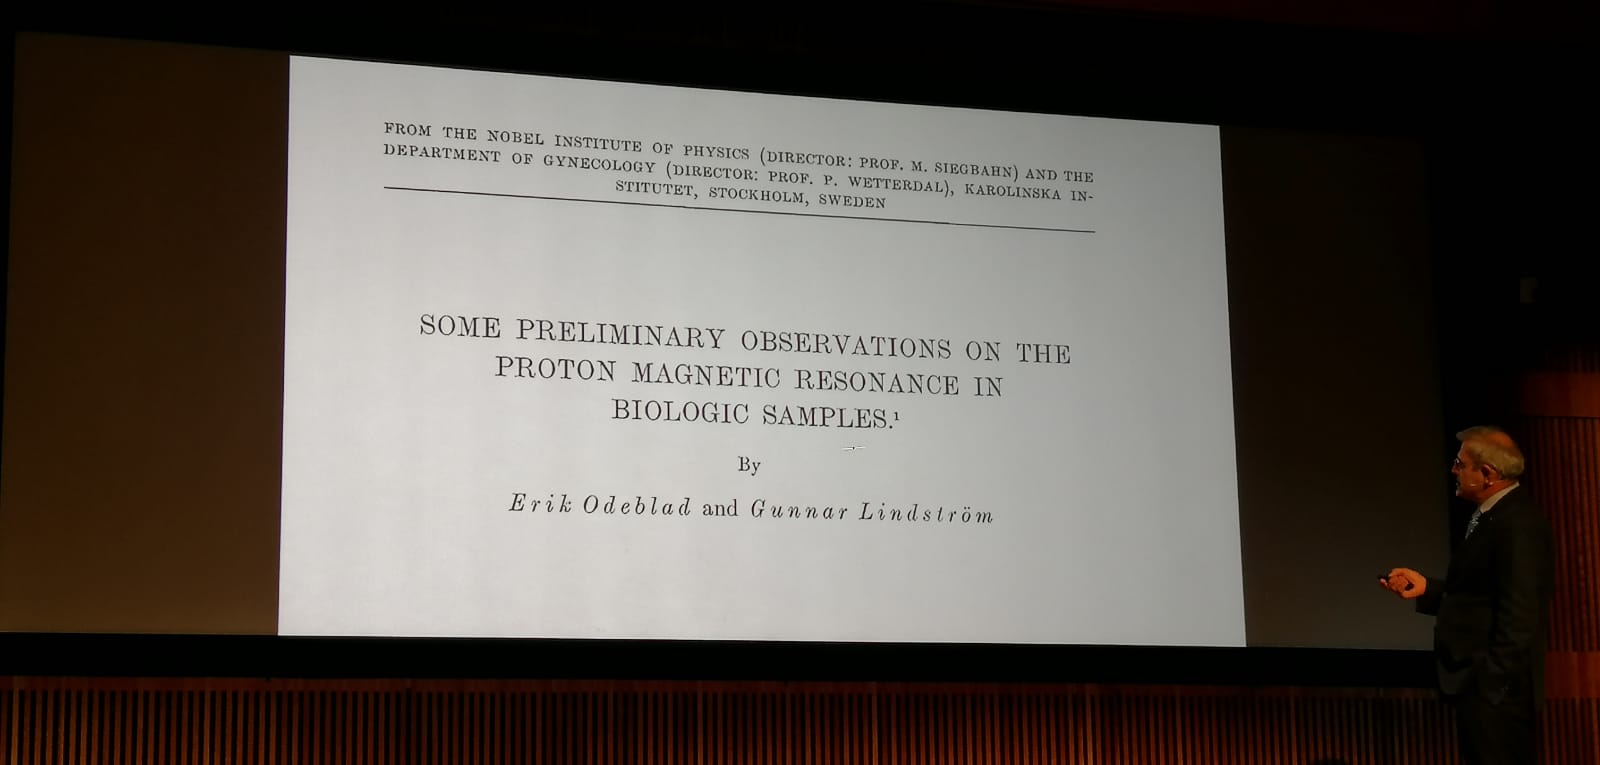 FROM THE NOBEL INSTITUTE OF PHYSICS (DIRECTOR: PROF. M. SIEGBAHN) AND THE
DEPARTMENT OF GYNECOLOGY (DIRECTOR: PROF. P. WETTERDAL), KAROLINSKA IN-
STITUTET, STOCKHOLM, SWEDEN
SOME PRELIMINARY OBSERVATIONS ON THE
PROTON MAGNETIC RESONANCE IN
BIOLOGIC SAMPLES.¹
By
Erik Odeblad and Gunnar Lindström